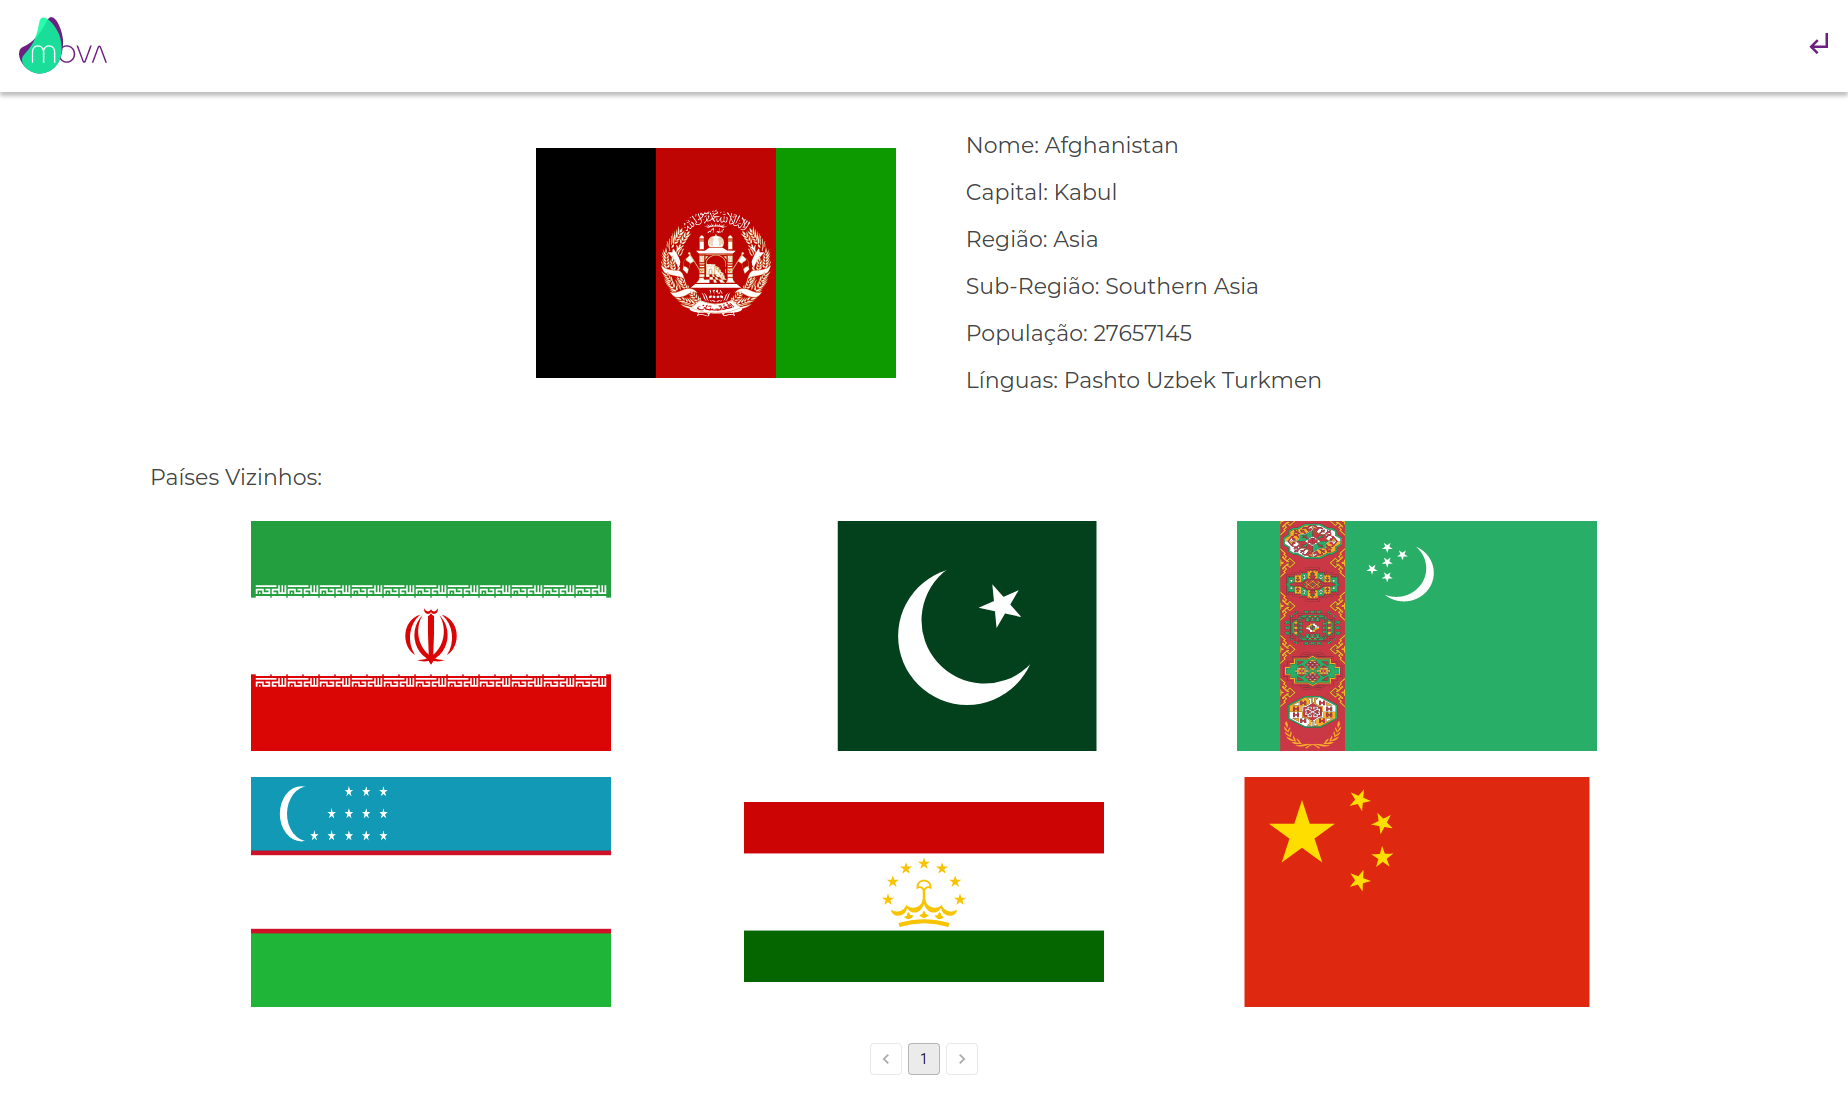 mova
Nome: Afghanistan
Capital: Kabul
Região: Asia
Sub-Região: Southern Asia
População: 27657145
Línguas: Pashto Uzbek Turkmen
Países Vizinhos:
1